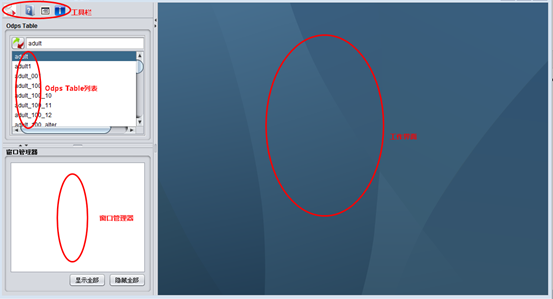 工具栏
Odps Table
adult
adult
adult1
adult_00
adult_100
adult_100_10
adult_100_11
adult_100_12
adult_100_alter
Odps Table列表
窗口管理器
窗口管理器
显示全部
隐藏全部